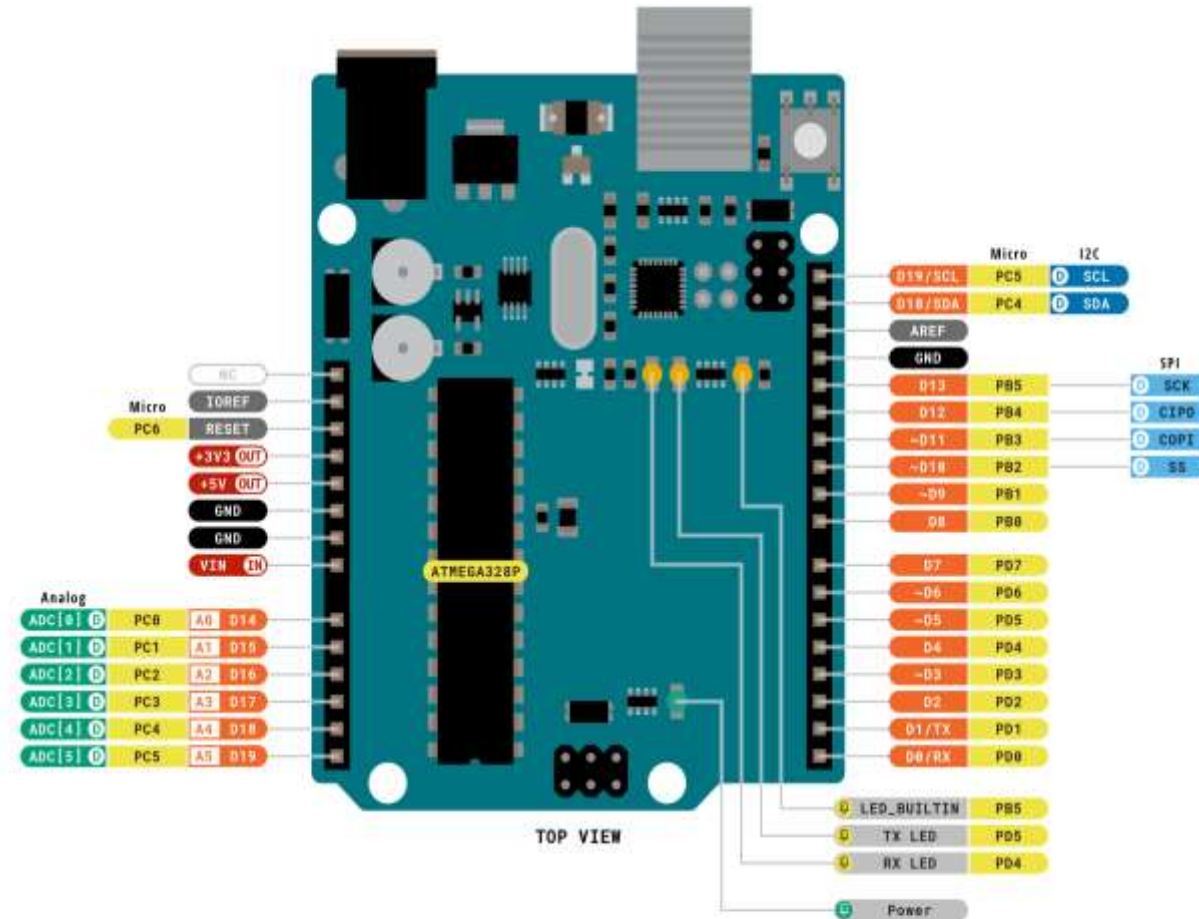 Micro I2C
D19/SCL PC5 D SCL
D18/SDA PC4 D SDA
AREF
GND
SPI
D13 PB5 D SCK
D12 PB4 D CIPO
~D11 PB3 D COPI
~D10 PB2 D SS
~D9 PB1
D8 PB0
D7 PD7
~D6 PD6
~D5 PD5
D4 PD4
~D3 PD3
D2 PD2
D1/TX PD1
D0/RX PD0
NC
IOREF
Micro
PC6 RESET
+3V3 OUT
+5V OUT
GND
GND
VIN IN
Analog
ADC[0] D PC0 A0 D14
ADC[1] D PC1 A1 D15
ADC[2] D PC2 A2 D16
ADC[3] D PC3 A3 D17
ADC[4] D PC4 A4 D18
ADC[5] D PC5 A5 D19
ATMEGA328P
LED_BUILTIN PB5
TX LED PD5
RX LED PD4
Power
TOP VIEW